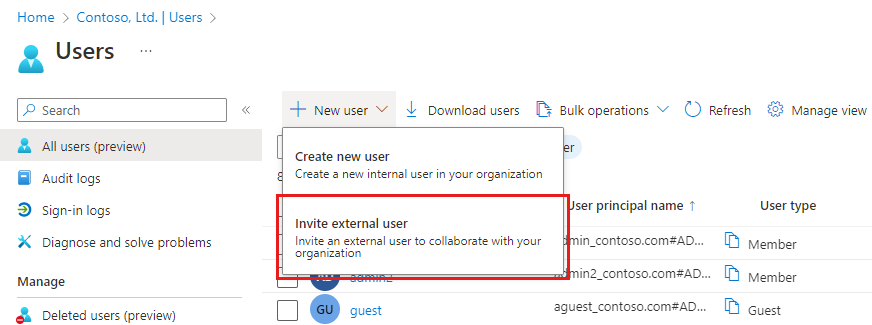 Home > Contoso, Ltd. | Users >
Users ...
Search «
New user Download users Bulk operations Refresh Manage view
All users (preview)
Audit logs
Sign-in logs
Diagnose and solve problems
Manage
Deleted users (preview)
Create new user
Create a new internal user in your organization
Invite external user
Invite an external user to collaborate with your
organization
User principal name ↑ User type
dmin_contoso.com#AD... Member
admin2 dmin2_contoso.com#AD... Member
GU guest aguest_contoso.com#AD... Guest